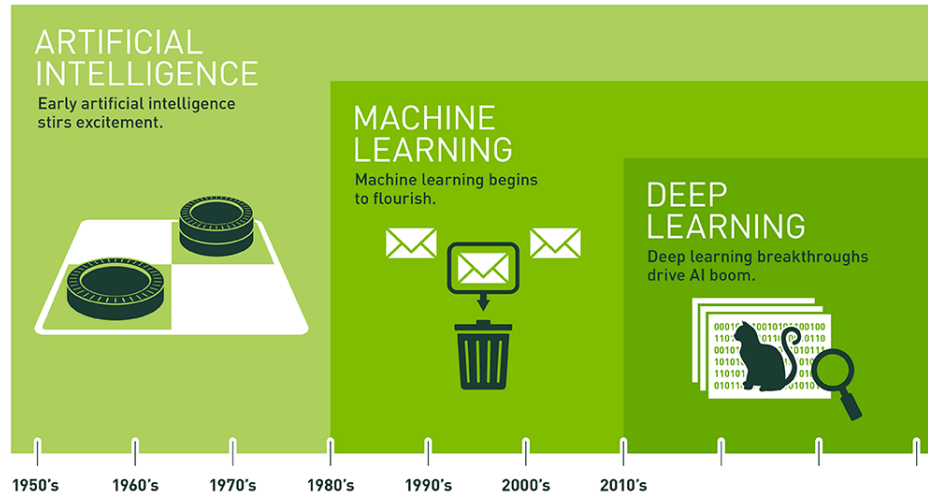 ARTIFICIAL
INTELLIGENCE
Early artificial intelligence
stirs excitement.
MACHINE
LEARNING
Machine learning begins
to flourish.
DEEP
LEARNING
Deep learning breakthroughs
drive AI boom.
1950's 1960's 1970's 1980's 1990's 2000's 2010's